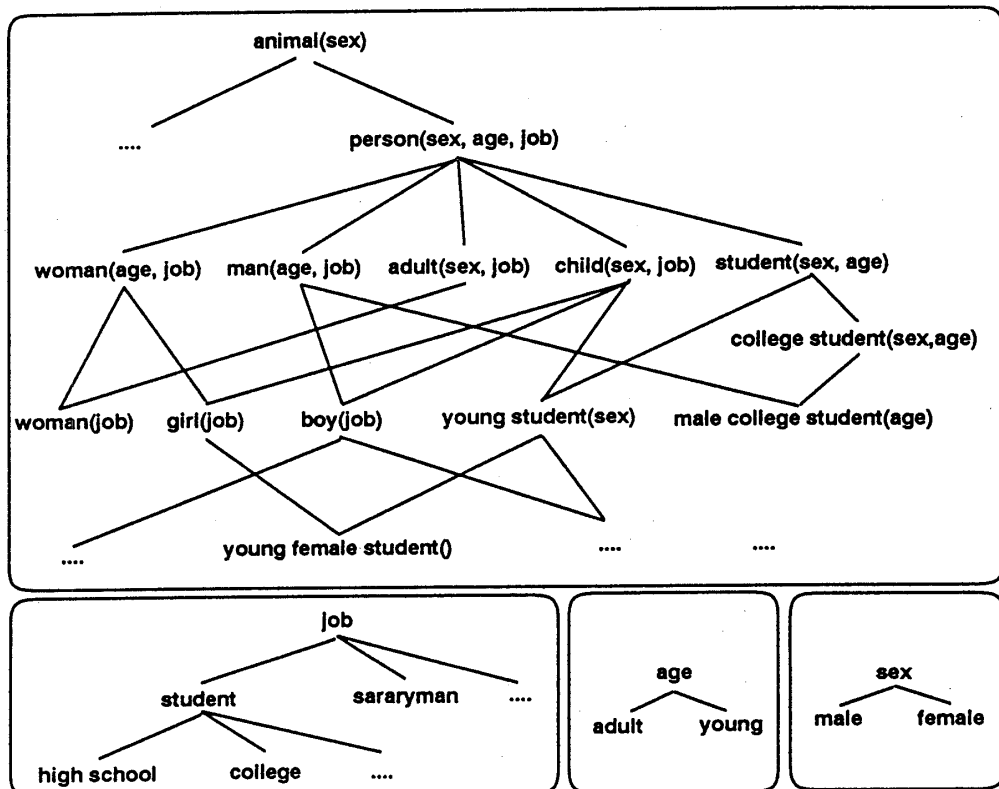 animal(sex)
....
person(sex, age, job)
woman(age, job) man(age, job) adult(sex, job) child(sex, job) student(sex, age)
college student(sex,age)
woman(job) girl(job) boy(job) young student(sex) male college student(age)
.... young female student() .... ....
job
student sararyman ....
high school college ....
age
adult young
sex
male female